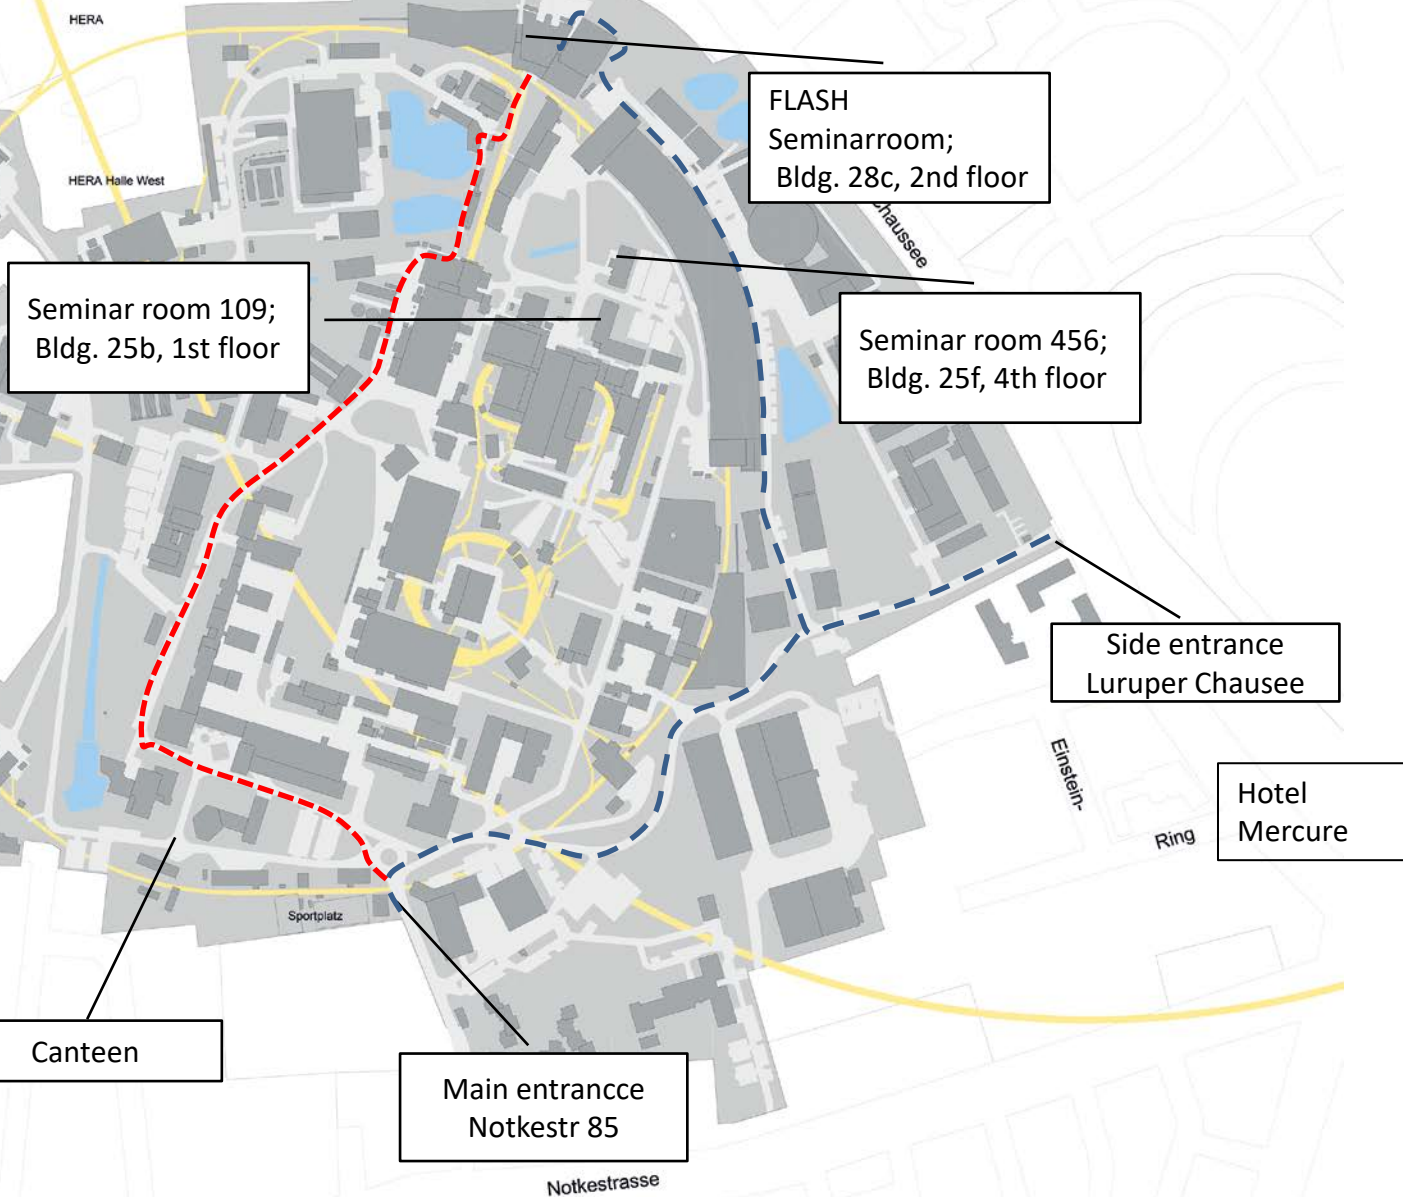 HERA
FLASH
Seminarroom;
Bldg. 28c, 2nd floor
HERA Halle West
chaussee
Seminar room 109;
Bldg. 25b, 1st floor
Seminar room 456;
Bldg. 25f, 4th floor
Side entrance
Luruper Chausee
Einstein-
Ring
Hotel
Mercure
Sportplatz
Canteen
Main entrancce
Notkestr 85
Notkestrasse